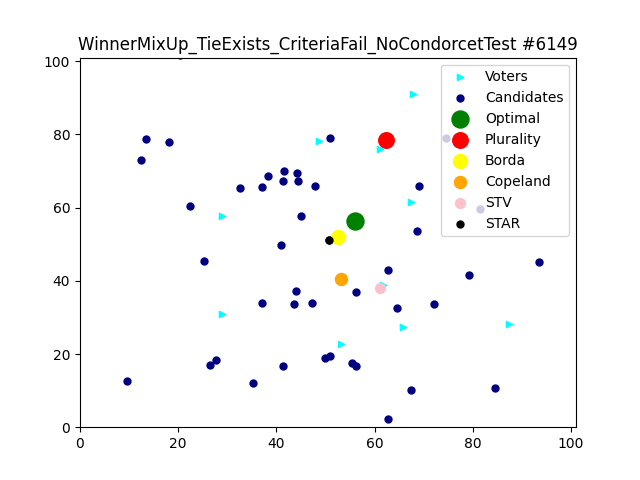 WinnerMixUp_TieExists_CriteriaFail_NoCondorcetTest #6149
Voters
Candidates
Optimal
Plurality
Borda
Copeland
STV
STAR
100
80
60
40
20
0
0 20 40 60 80 100